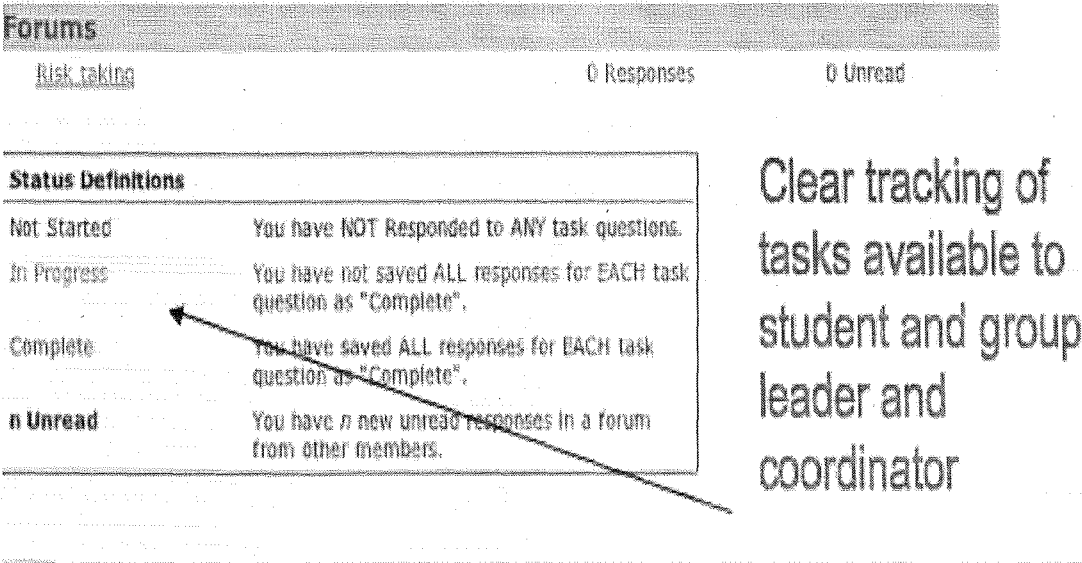 Forums
Risk taking 0 Responses 0 Unread
Status Definitions
Not Started You have NOT Responded to ANY task questions.
In Progress You have not saved ALL responses for EACH task
question as "Complete".
Complete You have saved ALL responses for EACH task
question as "Complete".
n Unread You have n new unread responses in a forum
from other members.
Clear tracking of
tasks available to
student and group
leader and
coordinator